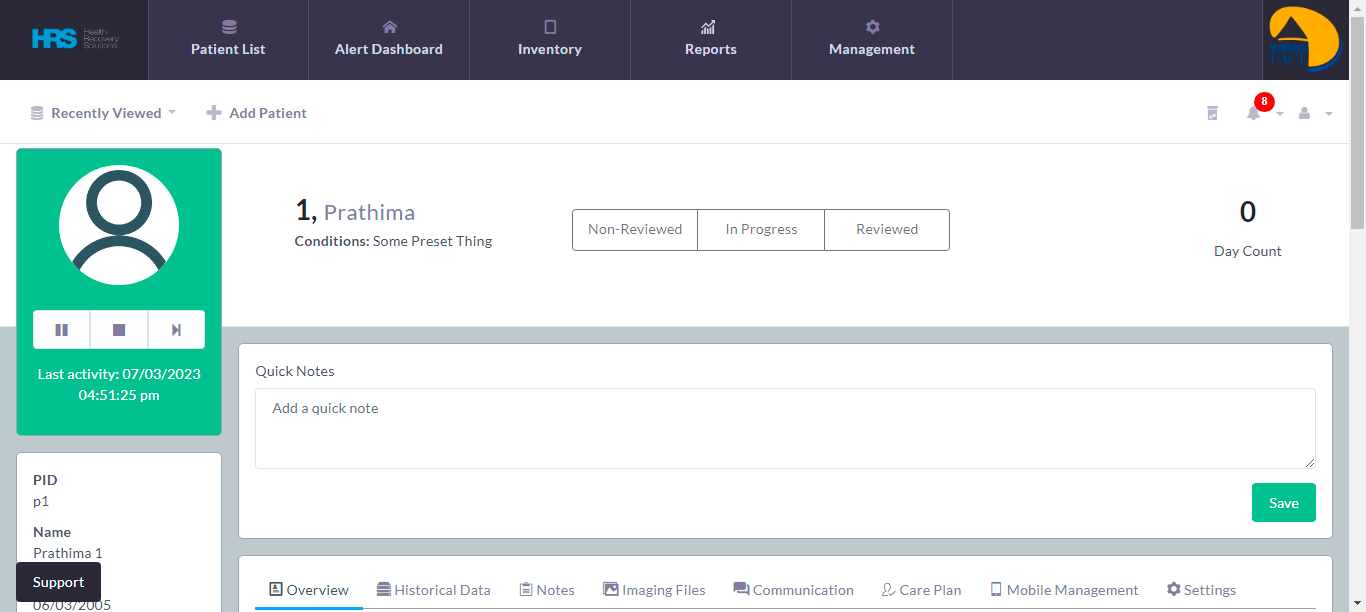 HRS Health Recovery Solutions
Patient List
Alert Dashboard
Inventory
Reports
Management
Recently Viewed
Add Patient
8
1, Prathima
Conditions: Some Preset Thing
Non-Reviewed
In Progress
Reviewed
0
Day Count
Last activity: 07/03/2023
04:51:25 pm
Quick Notes
Add a quick note
Save
PID
p1
Name
Prathima 1
Support
06/03/2005
Overview
Historical Data
Notes
Imaging Files
Communication
Care Plan
Mobile Management
Settings